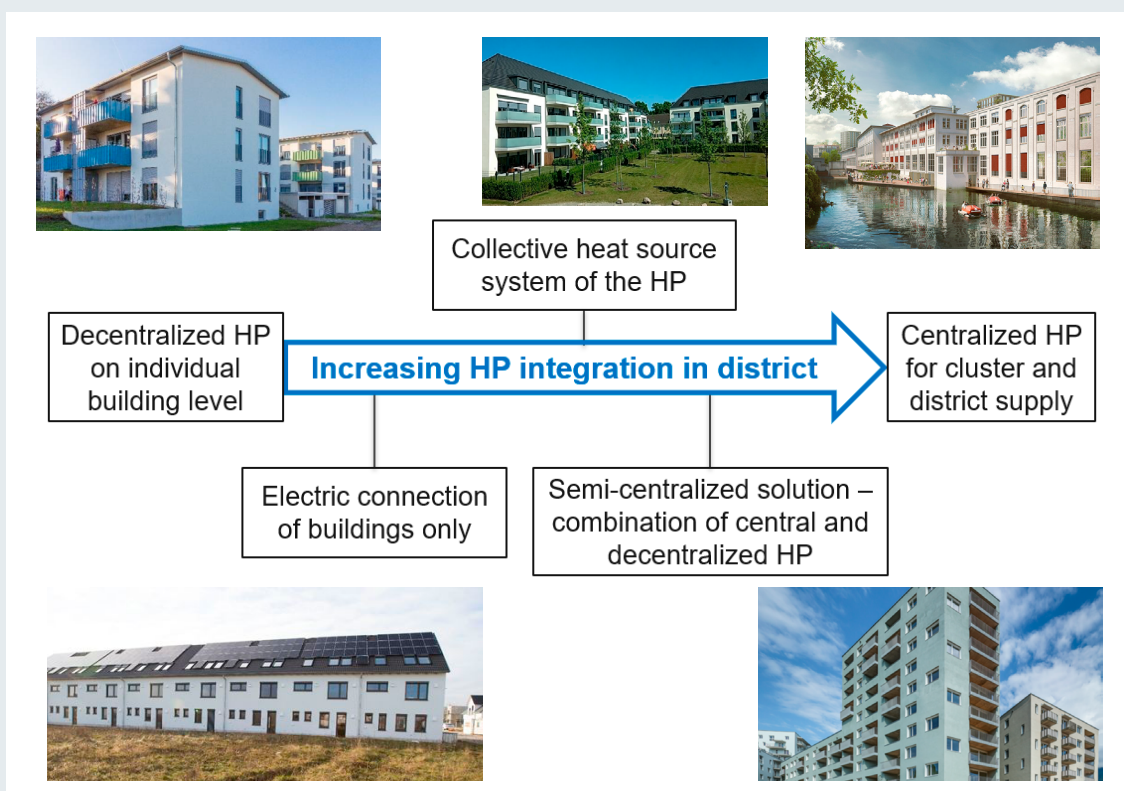 Collective heat source
system of the HP
Decentralized HP
on individual
building level
Increasing HP integration in district
Centralized HP
for cluster and
district supply
Electric connection
of buildings only
Semi-centralized solution –
combination of central and
decentralized HP